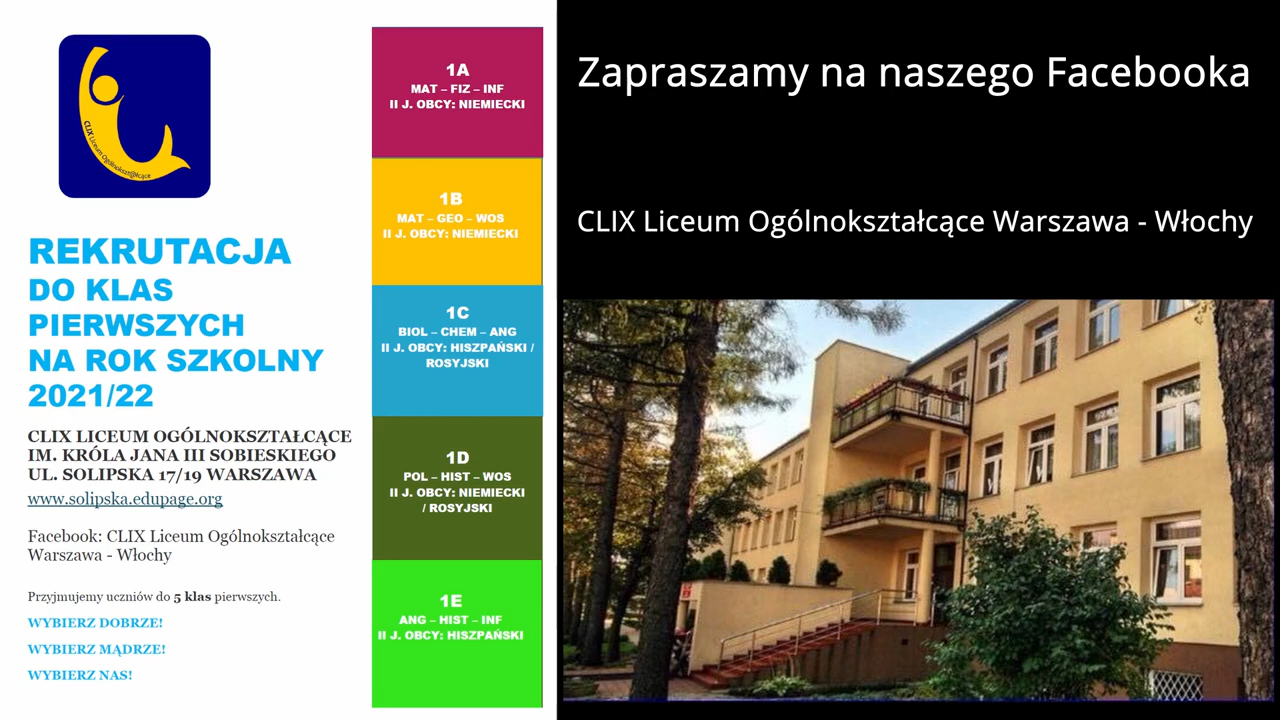 CLIX Liceum Ogólnokszt@łcące
REKRUTACJA
DO KLAS
PIERWSZYCH
NA ROK SZKOLNY
2021/22
CLIX LICEUM OGÓLNOKSZTAŁCĄCE
IM. KRÓLA JANA III SOBIESKIEGO
UL. SOLIPSKA 17/19 WARSZAWA
www.solipska.edupage.org
Facebook: CLIX Liceum Ogólnokształcące
Warszawa - Włochy
Przyjmujemy uczniów do 5 klas pierwszych.
WYBIERZ DOBRZE!
WYBIERZ MĄDRZE!
WYBIERZ NAS!
1A
MAT – FIZ – INF
II J. OBCY: NIEMIECKI
1B
MAT – GEO – WOS
II J. OBCY: NIEMIECKI
1C
BIOL – CHEM – ANG
II J. OBCY: HISZPAŃSKI /
ROSYJSKI
1D
POL – HIST – WOS
II J. OBCY: NIEMIECKI
/ ROSYJSKI
1E
ANG – HIST – INF
II J. OBCY: HISZPAŃSKI
Zapraszamy na naszego Facebooka
CLIX Liceum Ogólnokształcące Warszawa - Włochy